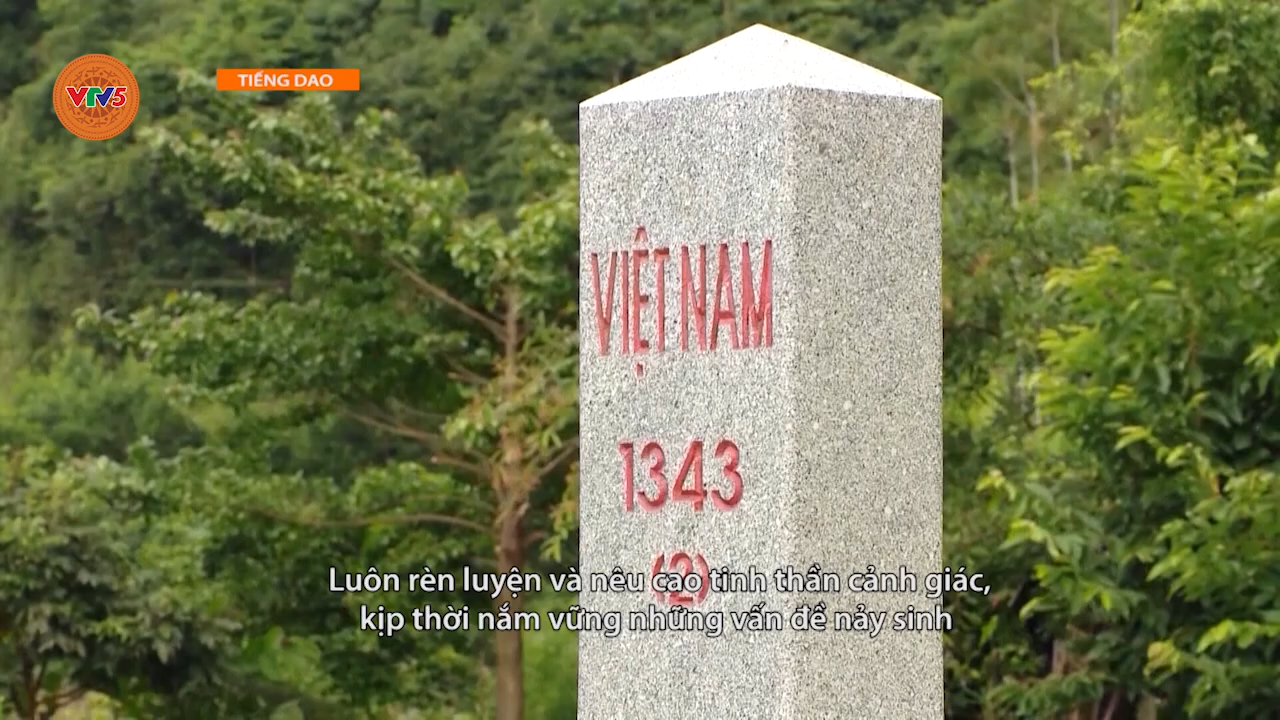 VTV5
TIẾNG DAO
VIỆT NAM
1343
(2)
Luôn rèn luyện và nêu cao tinh thần cảnh giác,
kịp thời nắm vững những vấn đề nảy sinh